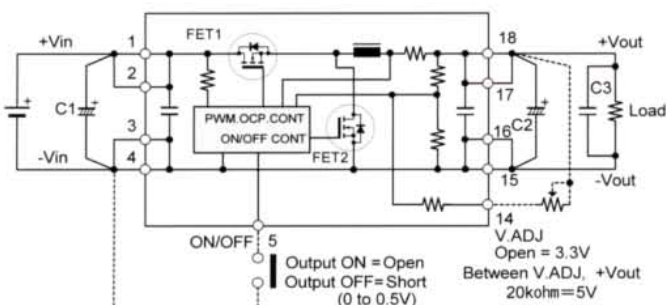 FET1
1
18
+Vin
+Vout
2
17
C1
C3
PWM.OCP.CONT
Load
3
ON/OFF CONT
16
C2
-Vin
4
FET2
15
-Vout
14
ON/OFF
5
V.ADJ
Output ON =Open
Open = 3.3V
Output OFF=Short
Between V.ADJ, +Vout
(0 to 0.5V)
20kohm=5V